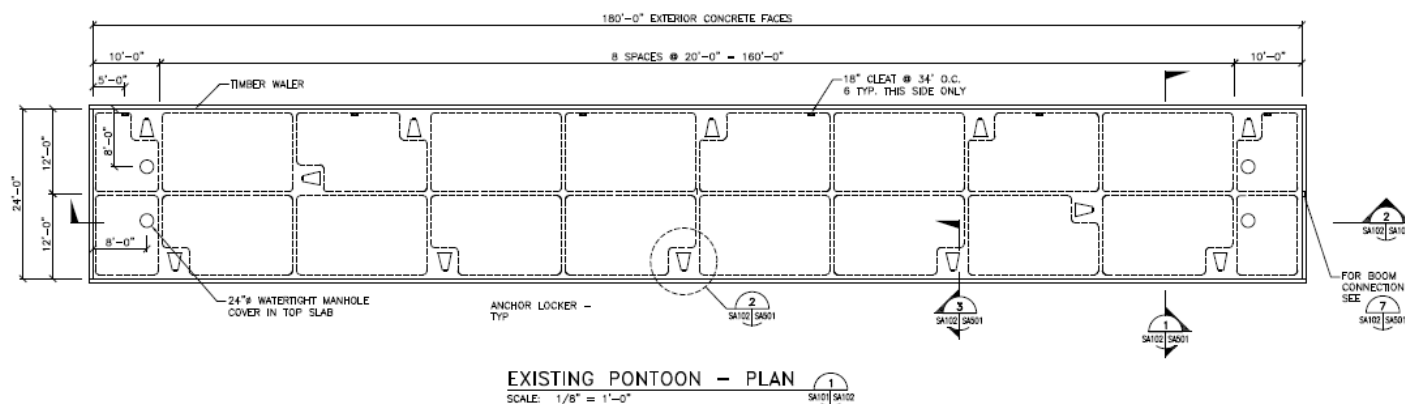 180'-0" EXTERIOR CONCRETE FACES
10'-0"
8 SPACES @ 20'-0" = 160'-0"
10'-0"
5'-0"
TIMBER WALER
18" CLEAT @ 34' O.C.
6 TYP. THIS SIDE ONLY
8'-0"
12'-0"
24'-0"
12'-0"
8'-0"
24"ø WATERTIGHT MANHOLE
COVER IN TOP SLAB
ANCHOR LOCKER -
TYP
2
SA102 SA501
3
SA102 SA501
1
SA102 SA501
2
SA102
FOR BOOM
CONNECTION
SEE
7
SA102 SA501
EXISTING PONTOON - PLAN
1
SA101 SA102
SCALE: 1/8" = 1'-0"